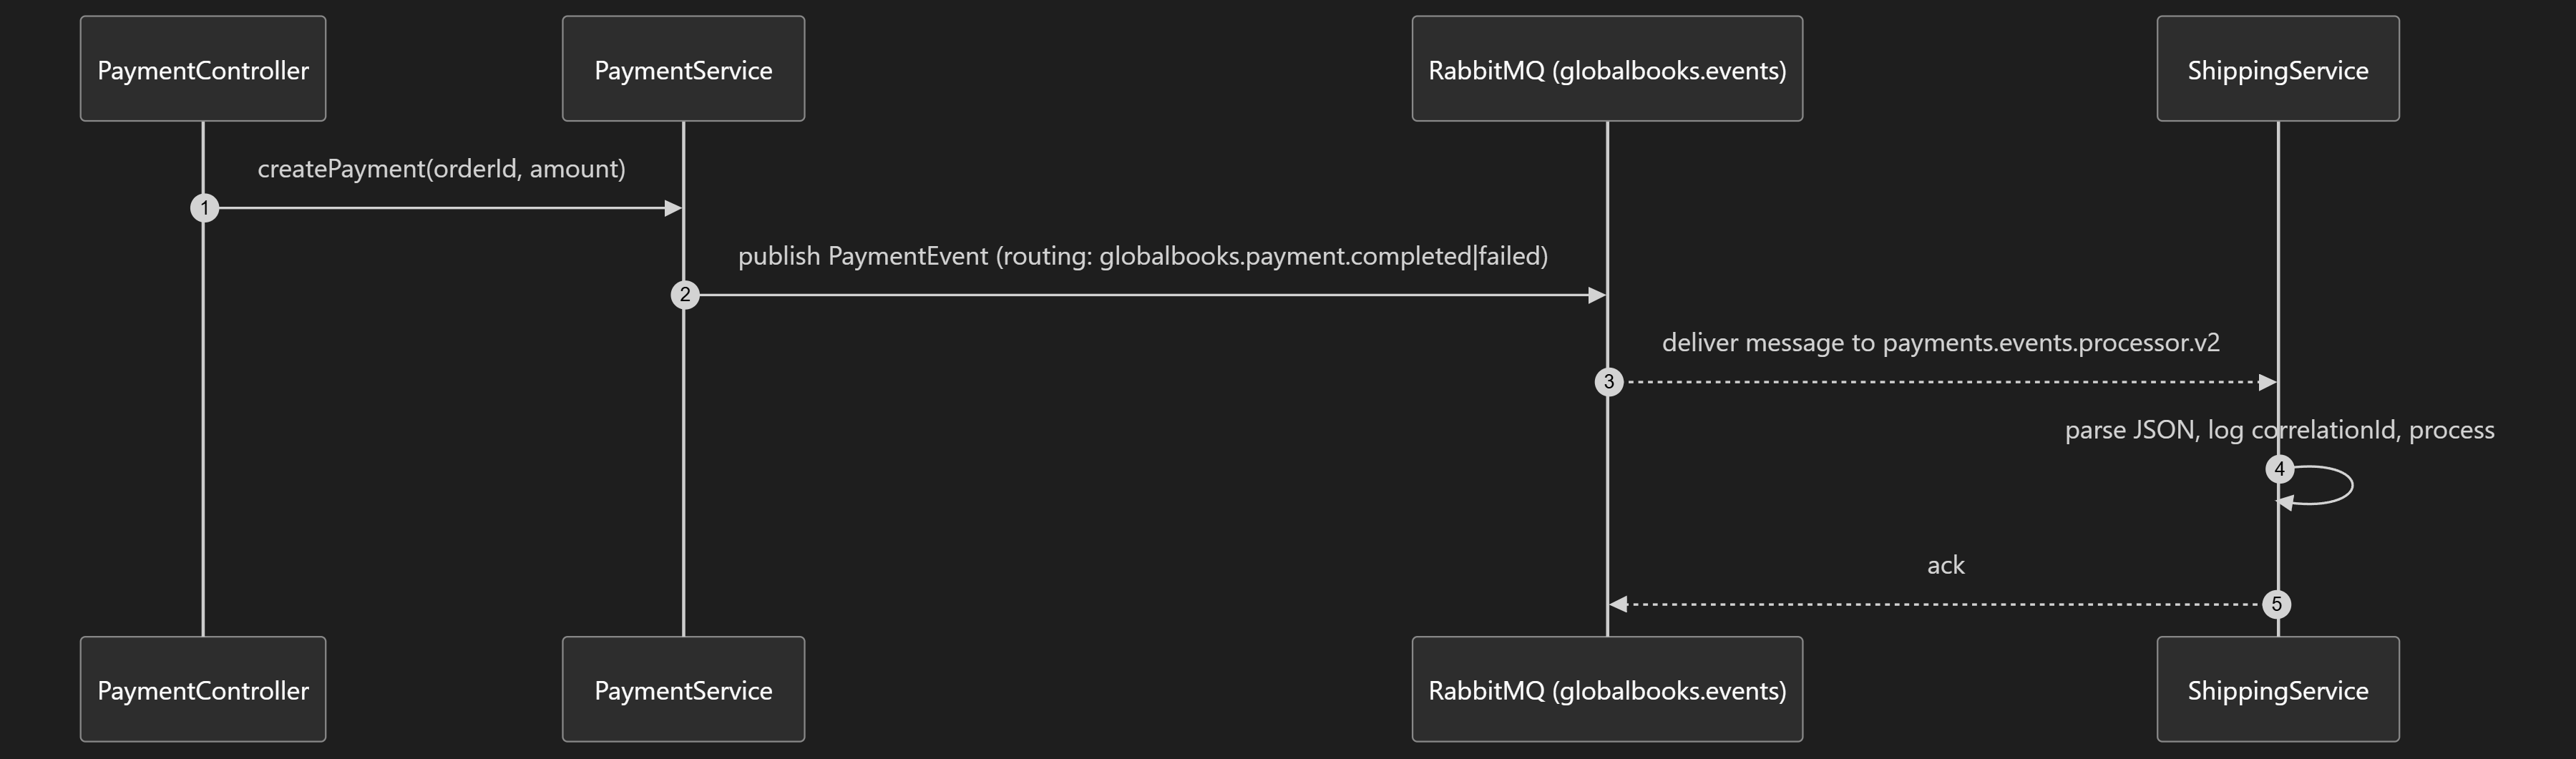 PaymentController
PaymentService
RabbitMQ (globalbooks.events)
ShippingService
createPayment(orderId, amount)
1
publish PaymentEvent (routing: globalbooks.payment.completed|failed)
2
deliver message to payments.events.processor.v2
3
parse JSON, log correlationId, process
4
ack
5
PaymentController
PaymentService
RabbitMQ (globalbooks.events)
ShippingService